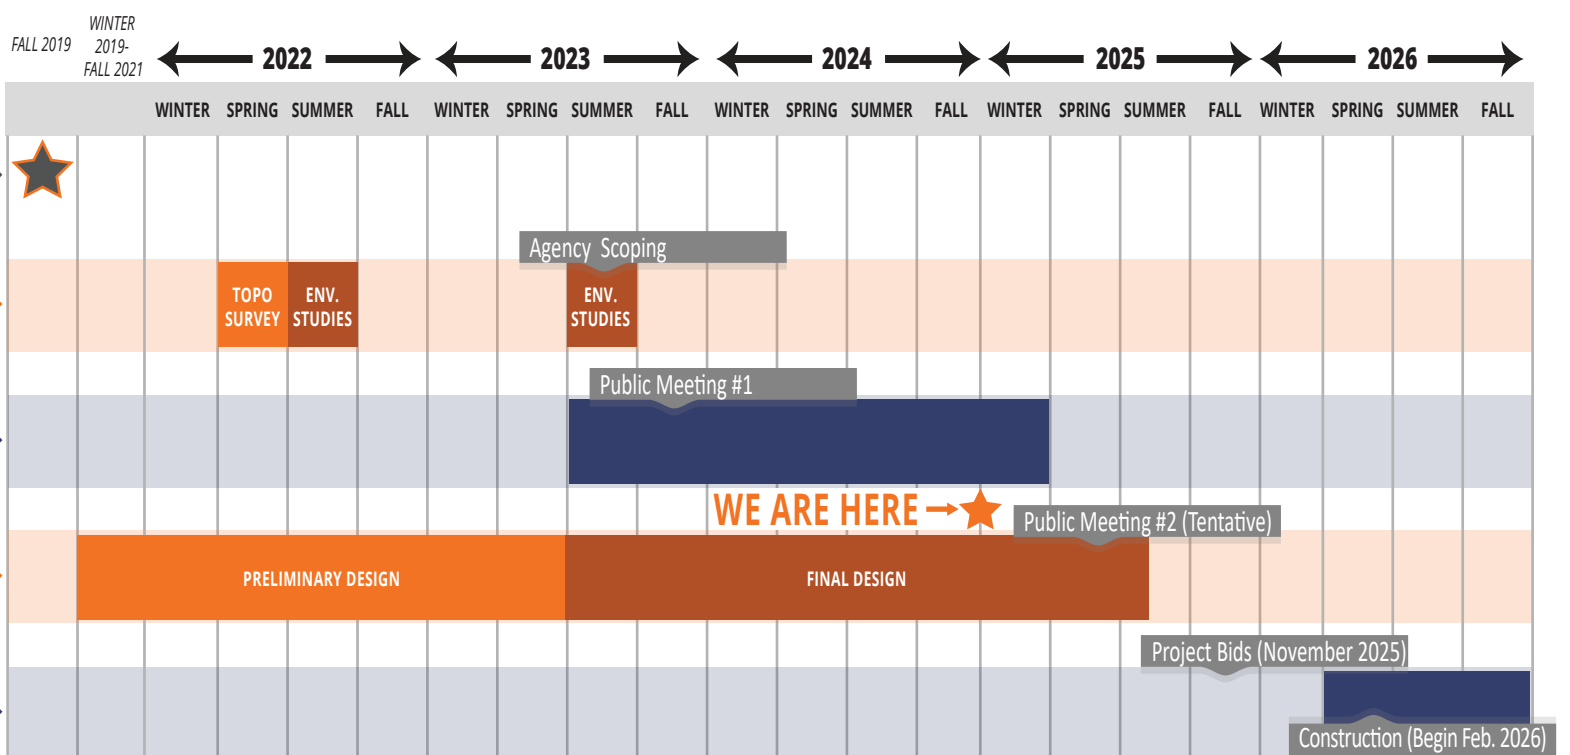 FALL 2019
WINTER
2019-
FALL 2021
2022 2023 2024 2025 2026
WINTER SPRING SUMMER FALL WINTER SPRING SUMMER FALL WINTER SPRING SUMMER FALL WINTER SPRING SUMMER FALL WINTER SPRING SUMMER FALL
Agency Scoping
TOPO
SURVEY
ENV.
STUDIES
ENV.
STUDIES
Public Meeting #1
WE ARE HERE
Public Meeting #2 (Tentative)
PRELIMINARY DESIGN
FINAL DESIGN
Project Bids (November 2025)
Construction (Begin Feb. 2026)